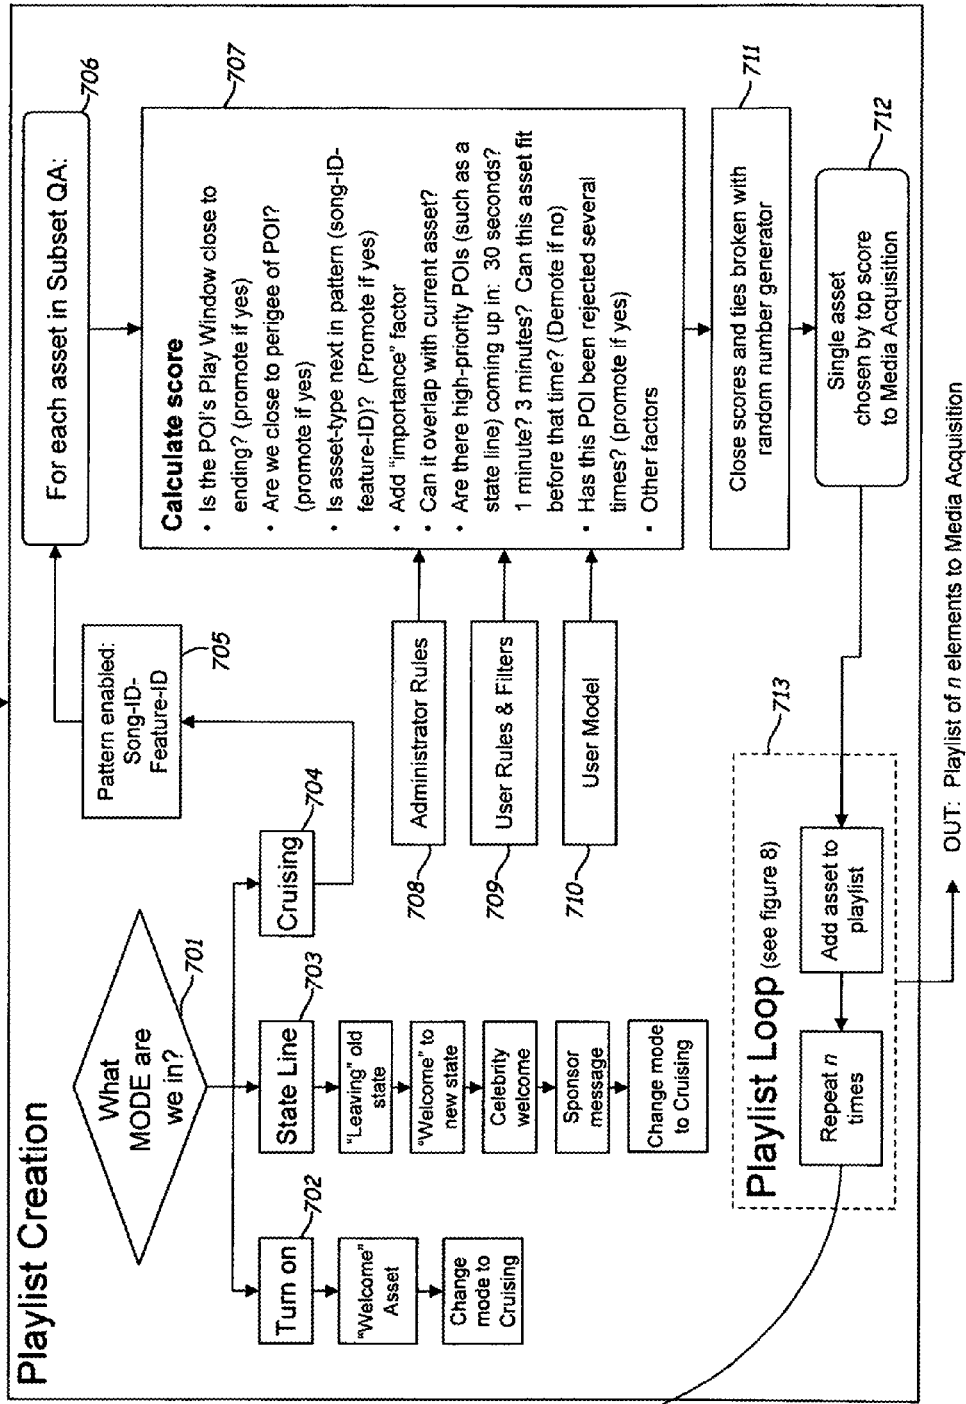 Playlist Creation
What
MODE are
we in?
701
Turn on
702
"Welcome"
Asset
Change
mode to
Cruising
State Line
703
"Leaving" old
state
"Welcome" to
new state
Celebrity
welcome
Sponsor
message
Change mode
to Cruising
Cruising
704
Pattern enabled:
Song-ID-
Feature-ID
705
For each asset in Subset QA:
706
707
Calculate score
• Is the POI's Play Window close to
ending? (promote if yes)
• Are we close to perigee of POI?
(promote if yes)
• Is asset-type next in pattern (song-ID-
feature-ID)? (Promote if yes)
• Add "importance" factor
• Can it overlap with current asset?
• Are there high-priority POIs (such as a
state line) coming up in: 30 seconds?
1 minute? 3 minutes? Can this asset fit
before that time? (Demote if no)
• Has this POI been rejected several
times? (promote if yes)
• Other factors
Administrator Rules
708
User Rules & Filters
709
User Model
710
Close scores and ties broken with
random number generator
711
Single asset
chosen by top score
to Media Acquisition
712
Playlist Loop (see figure 8)
713
Add asset to
playlist
Repeat n
times
OUT: Playlist of n elements to Media Acquisition